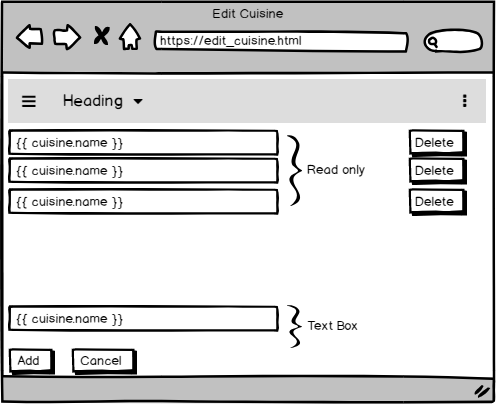 Edit Cuisine
https://edit_cuisine.html
Heading
{{ cuisine.name }} Delete
{{ cuisine.name }} Read only Delete
{{ cuisine.name }} Delete
{{ cuisine.name }} Text Box
Add Cancel